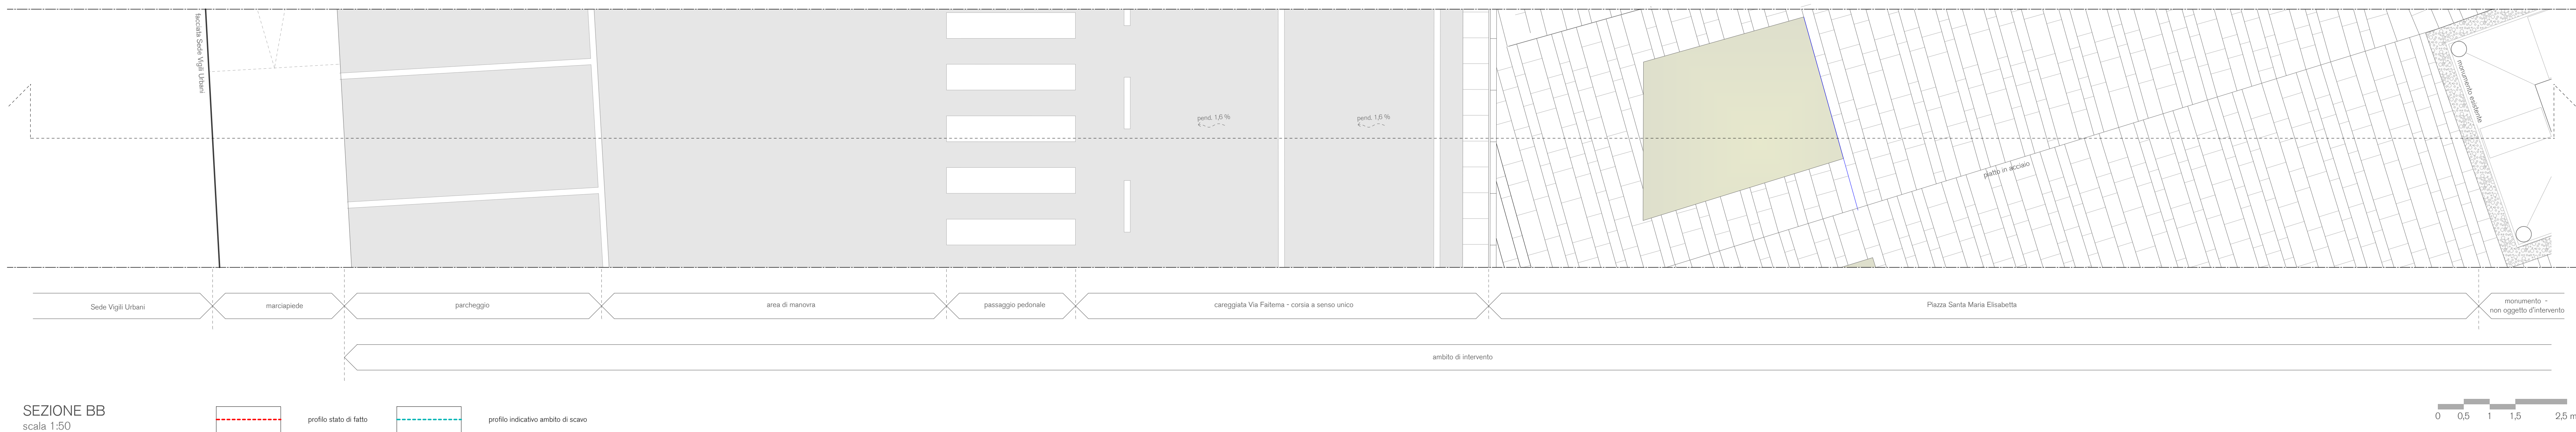 facciata Sede Vigili Urbani
pend. 1,6 %
pend. 1,6 %
piatto in acciaio
monumento esistente
Sede Vigili Urbani
marciapiede
parcheggio
area di manovra
passaggio pedonale
careggiata Via Faitema - corsia a senso unico
Piazza Santa Maria Elisabetta
monumento -
non oggetto d'intervento
ambito di intervento
SEZIONE BB
scala 1:50
profilo stato di fatto
profilo indicativo ambito di scavo
0 0,5 1 1,5 2,5 m